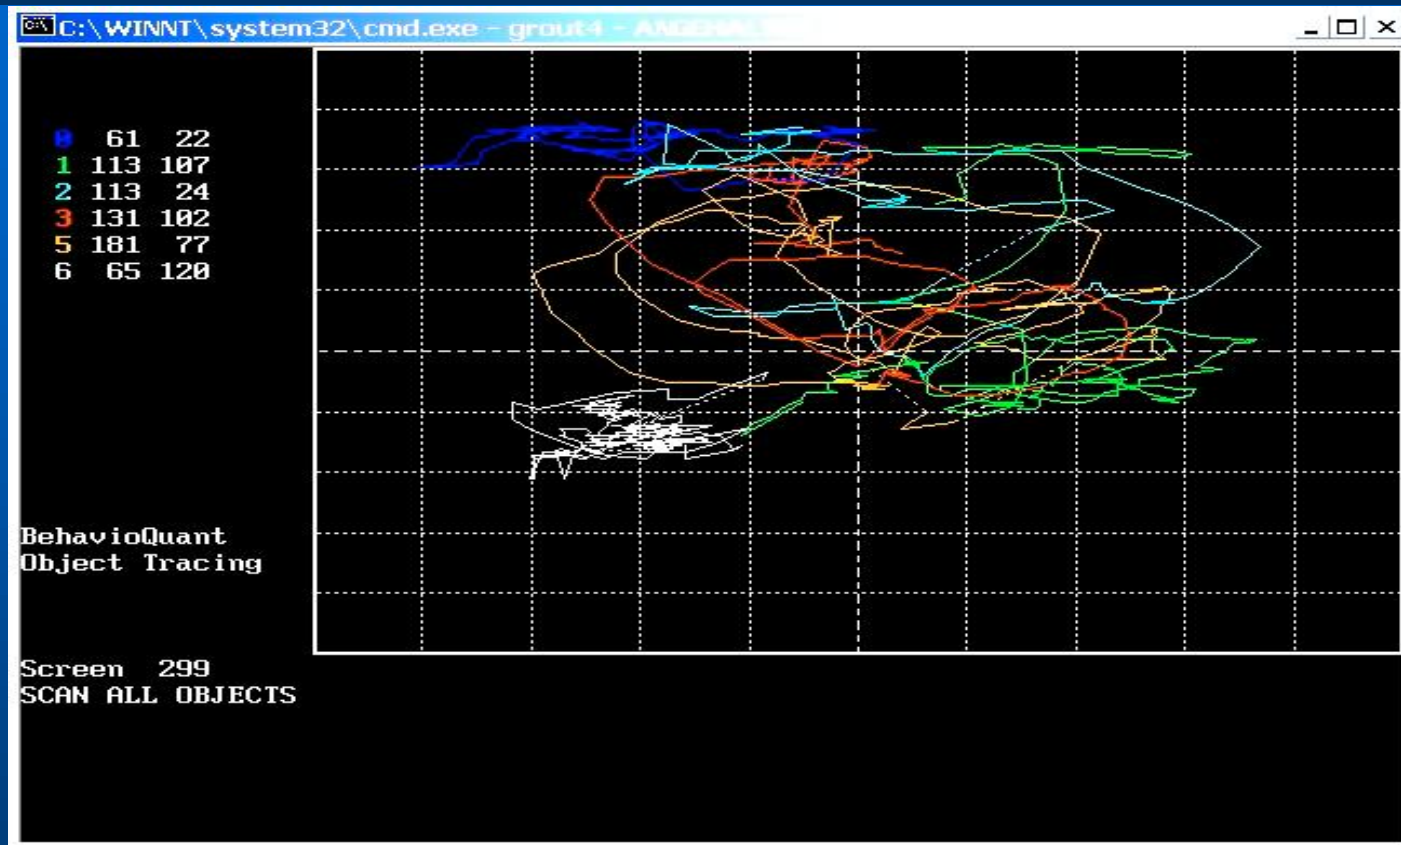 C:\WINNT\system32\cmd.exe - grout4 -
0 61 22
1 113 107
2 113 24
3 131 102
5 181 77
6 65 120
BehavioQuant
Object Tracing
Screen 299
SCAN ALL OBJECTS